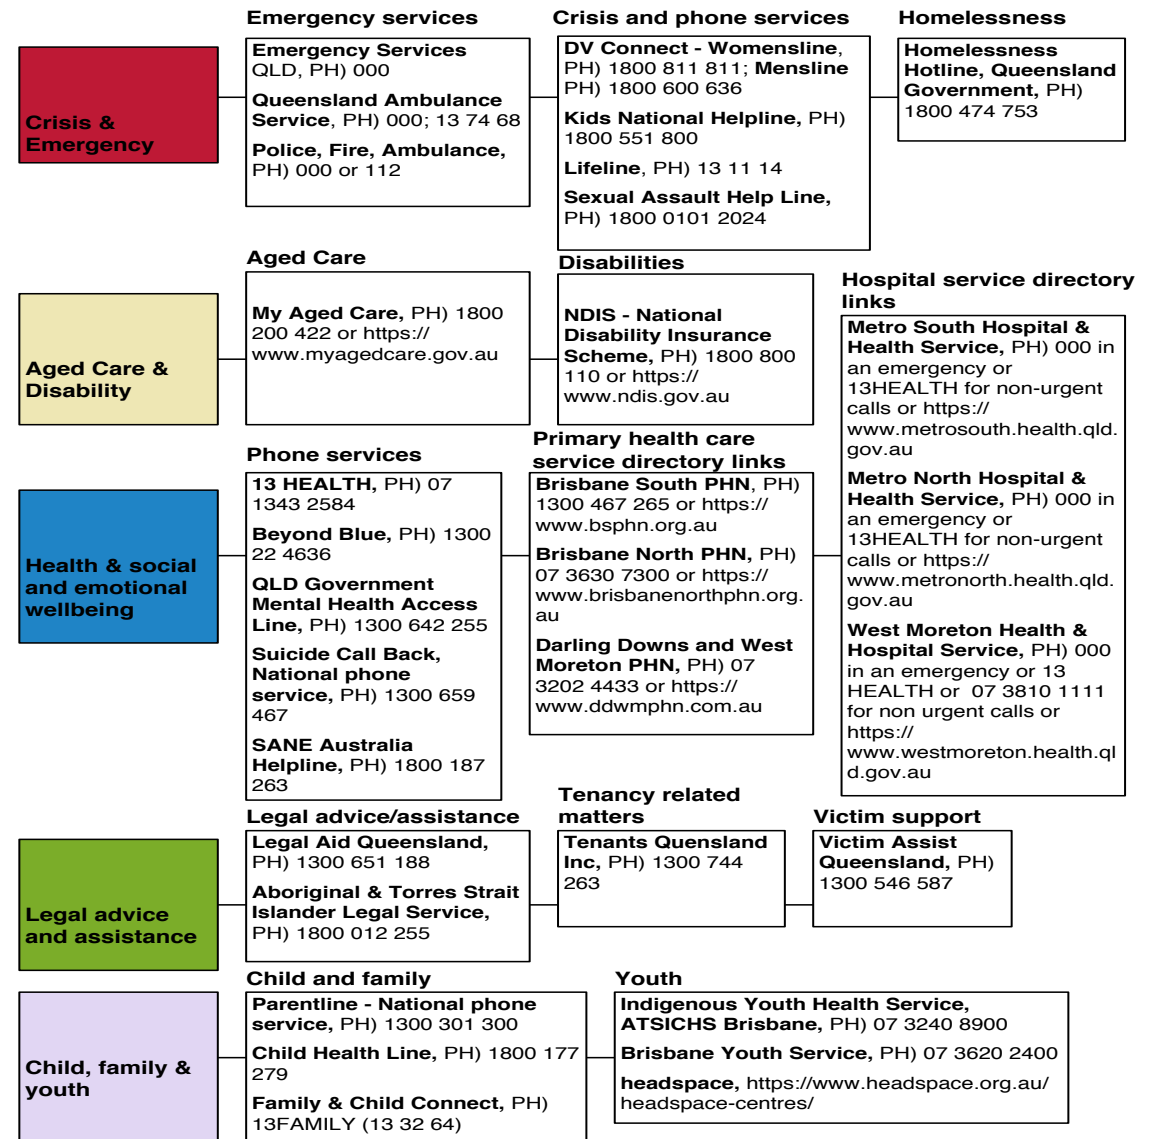 Emergency services
Crisis and phone services
Homelessness
Crisis &
Emergency
Emergency Services
QLD, PH) 000
Queensland Ambulance
Service, PH) 000; 13 74 68
Police, Fire, Ambulance,
PH) 000 or 112
DV Connect - Womensline,
PH) 1800 811 811; Mensline
PH) 1800 600 636
Kids National Helpline, PH)
1800 551 800
Lifeline, PH) 13 11 14
Sexual Assault Help Line,
PH) 1800 0101 2024
Homelessness
Hotline, Queensland
Government, PH)
1800 474 753
Aged Care
Disabilities
Aged Care &
Disability
My Aged Care, PH) 1800
200 422 or https://
www.myagedcare.gov.au
NDIS - National
Disability Insurance
Scheme, PH) 1800 800
110 or https://
www.ndis.gov.au
Phone services
Primary health care
service directory links
Hospital service directory
links
Health & social
and emotional
wellbeing
13 HEALTH, PH) 07
1343 2584
Beyond Blue, PH) 1300
22 4636
QLD Government
Mental Health Access
Line, PH) 1300 642 255
Suicide Call Back,
National phone
service, PH) 1300 659
467
SANE Australia
Helpline, PH) 1800 187
263
Brisbane South PHN, PH)
1300 467 265 or https://
www.bsphn.org.au
Brisbane North PHN, PH)
07 3630 7300 or https://
www.brisbanenorthphn.org.
au
Darling Downs and West
Moreton PHN, PH) 07
3202 4433 or https://
www.ddwmphn.com.au
Metro South Hospital &
Health Service, PH) 000 in
an emergency or
13HEALTH for non-urgent
calls or https://
www.metrosouth.health.qld.
gov.au
Metro North Hospital &
Health Service, PH) 000 in
an emergency or
13HEALTH for non-urgent
calls or https://
www.metronorth.health.qld.
gov.au
West Moreton Health &
Hospital Service, PH) 000
in an emergency or 13
HEALTH or 07 3810 1111
for non urgent calls or
https://
www.westmoreton.health.ql
d.gov.au
Legal advice/assistance
Tenancy related
matters
Victim support
Legal advice
and assistance
Legal Aid Queensland,
PH) 1300 651 188
Aboriginal & Torres Strait
Islander Legal Service,
PH) 1800 012 255
Tenants Quensland
Inc, PH) 1300 744
263
Victim Assist
Queensland, PH)
1300 546 587
Child and family
Youth
Child, family &
youth
Parentline - National phone
service, PH) 1300 301 300
Child Health Line, PH) 1800 177
279
Family & Child Connect, PH)
13FAMILY (13 32 64)
Indigenous Youth Health Service,
ATSICHS Brisbane, PH) 07 3240 8900
Brisbane Youth Service, PH) 07 3620 2400
headspace, https://www.headspace.org.au/
headspace-centres/